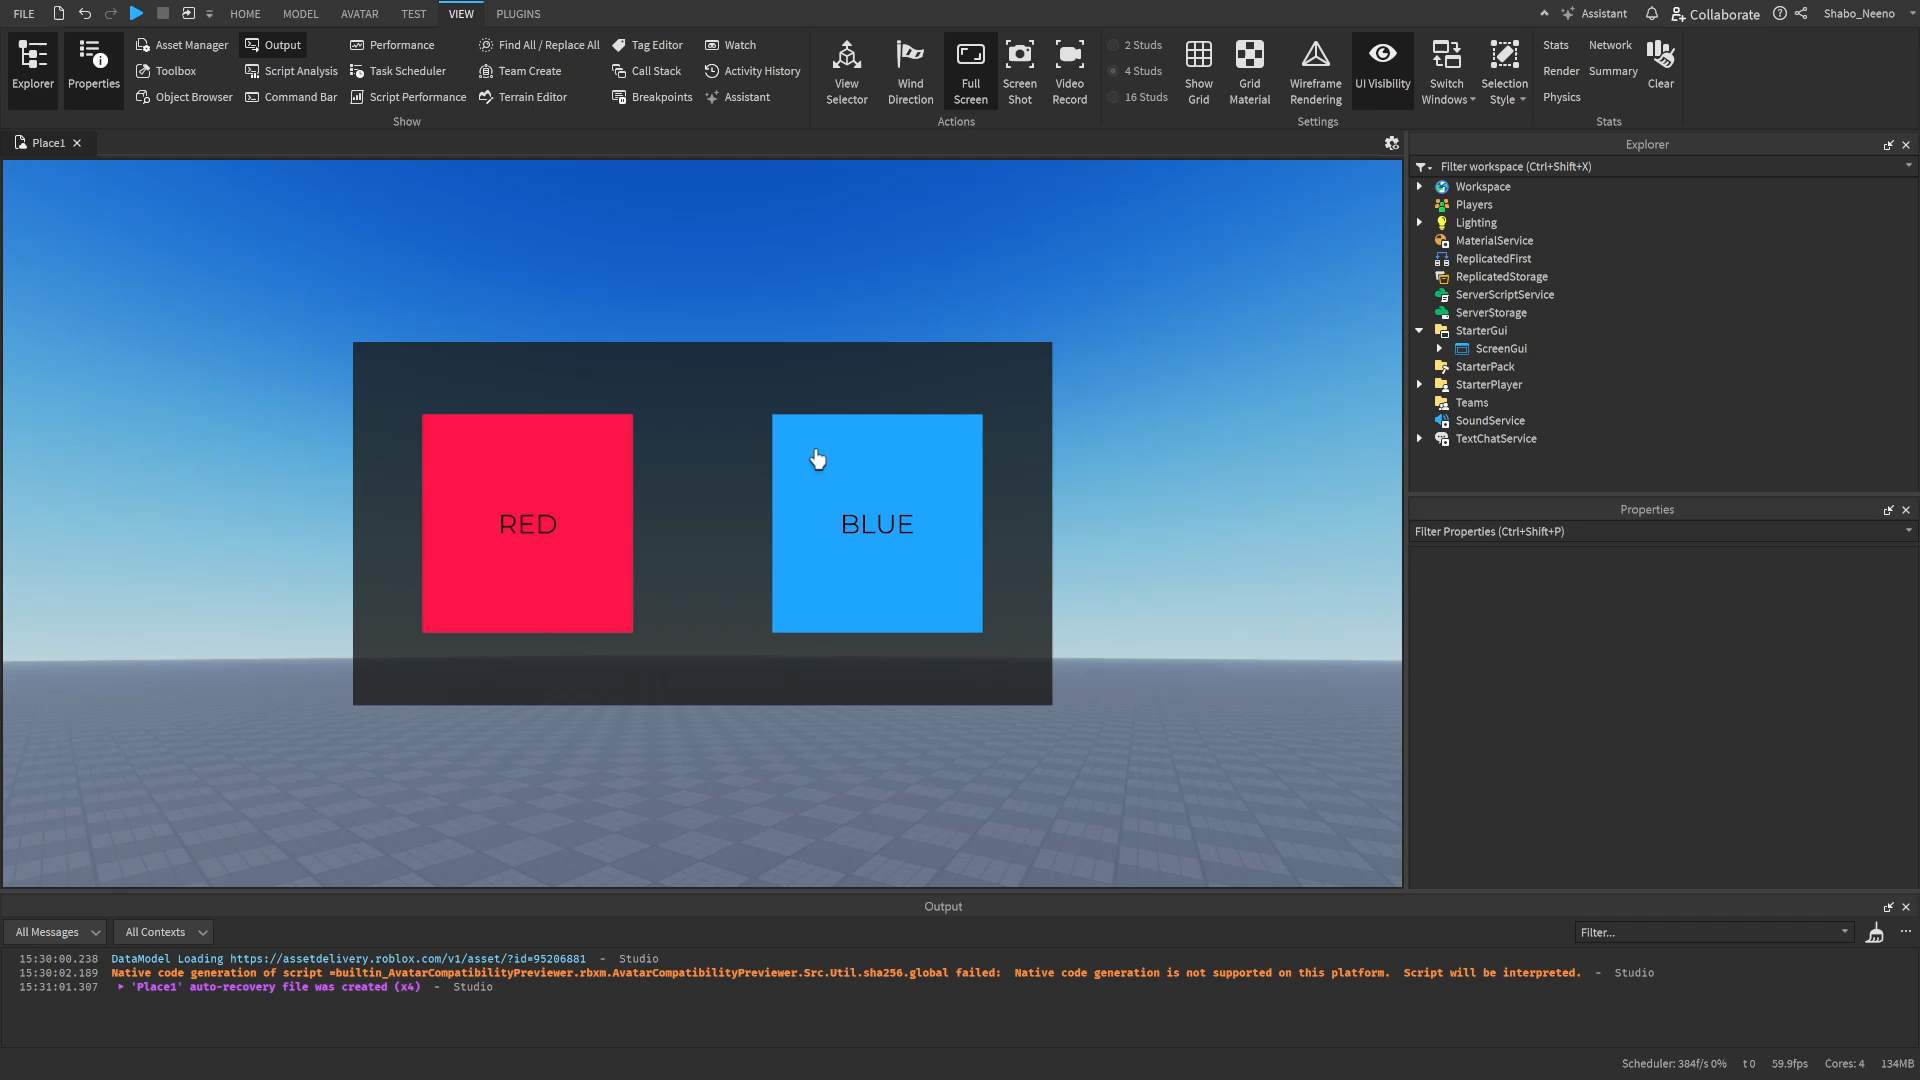 FILE HOME MODEL AVATAR TEST VIEW PLUGINS Assistant Collaborate Shabo_Neeno
Explorer
Properties
Asset Manager Output Performance Find All / Replace All Tag Editor Watch
Toolbox Script Analysis Task Scheduler Team Create Call Stack Activity History
Object Browser Command Bar Script Performance Terrain Editor Breakpoints Assistant
Show
View Selector
Wind Direction
Full Screen
Screen Shot
Video Record
Actions
2 Studs
4 Studs
16 Studs
Show Grid
Grid Material
Wireframe Rendering
UI Visibility
Switch Windows
Selection Style
Settings
Stats Network
Render Summary
Physics
Clear
Stats
Place1
RED
BLUE
Explorer
Filter workspace (Ctrl+Shift+X)
Workspace
Players
Lighting
MaterialService
ReplicatedFirst
ReplicatedStorage
ServerScriptService
ServerStorage
StarterGui
ScreenGui
StarterPack
StarterPlayer
Teams
SoundService
TextChatService
Properties
Filter Properties (Ctrl+Shift+P)
Output
All Messages All Contexts Filter...
15:30:00.238 DataModel Loading https://assetdelivery.roblox.com/v1/asset/?id=95206881 - Studio
15:30:02.189 Native code generation of script =builtin_AvatarCompatibilityPreviewer.rbxm.AvatarCompatibilityPreviewer.Src.Util.sha256.global failed: Native code generation is not supported on this platform. Script will be interpreted. - Studio
15:31:01.307 'Place1' auto-recovery file was created (x4) - Studio
Scheduler: 384f/s 0% t 0 59.9fps Cores: 4 134MB